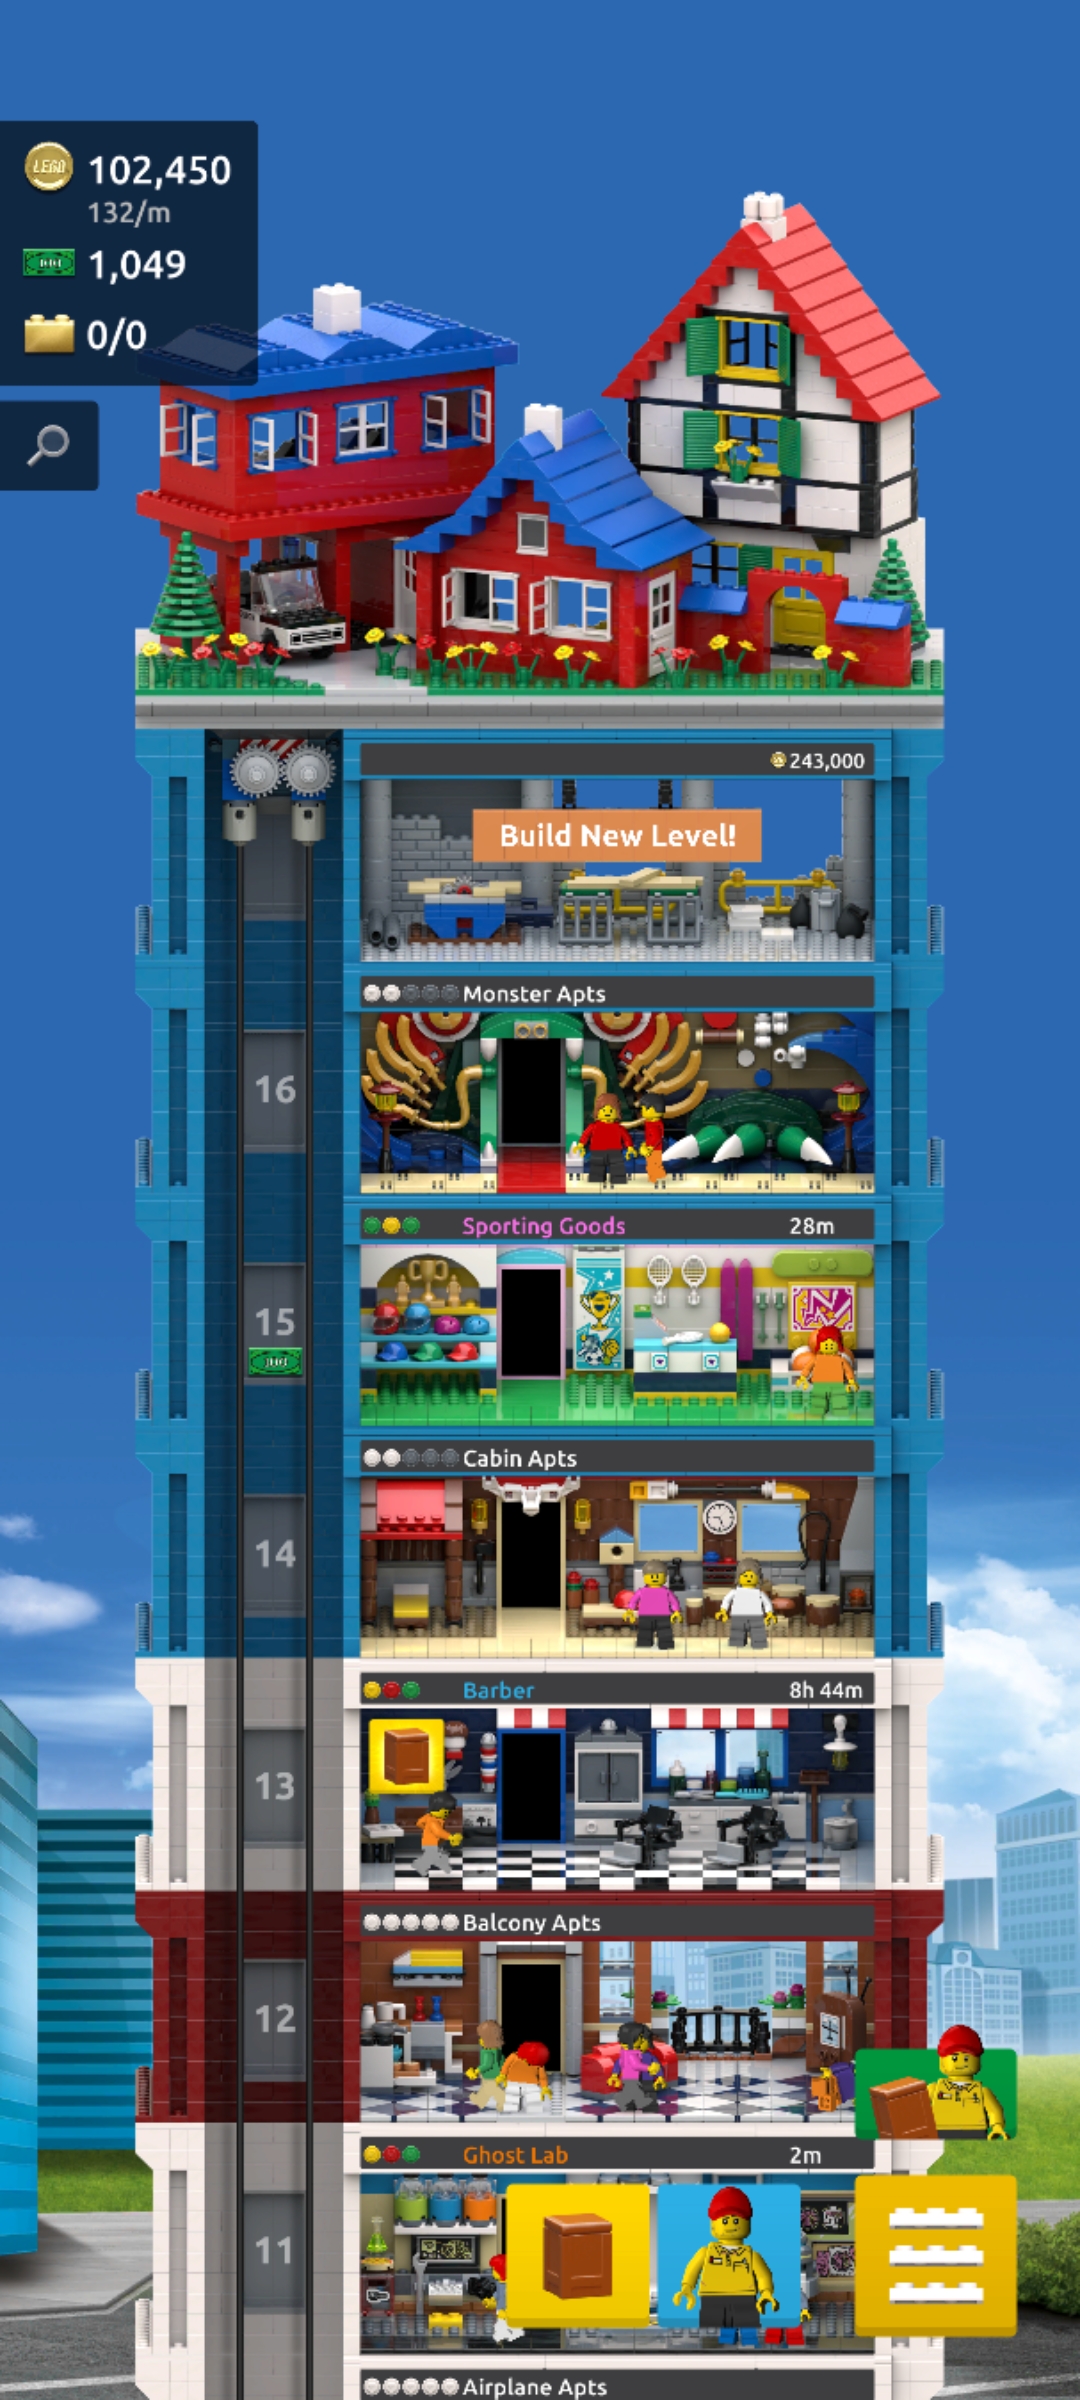 LEGO 102,450
132/m
1,049
0/0
243,000
Build New Level!
Monster Apts
16
Sporting Goods 28m
15
Cabin Apts
14
Barber 8h 44m
13
Balcony Apts
12
Ghost Lab 2m
11
Airplane Apts